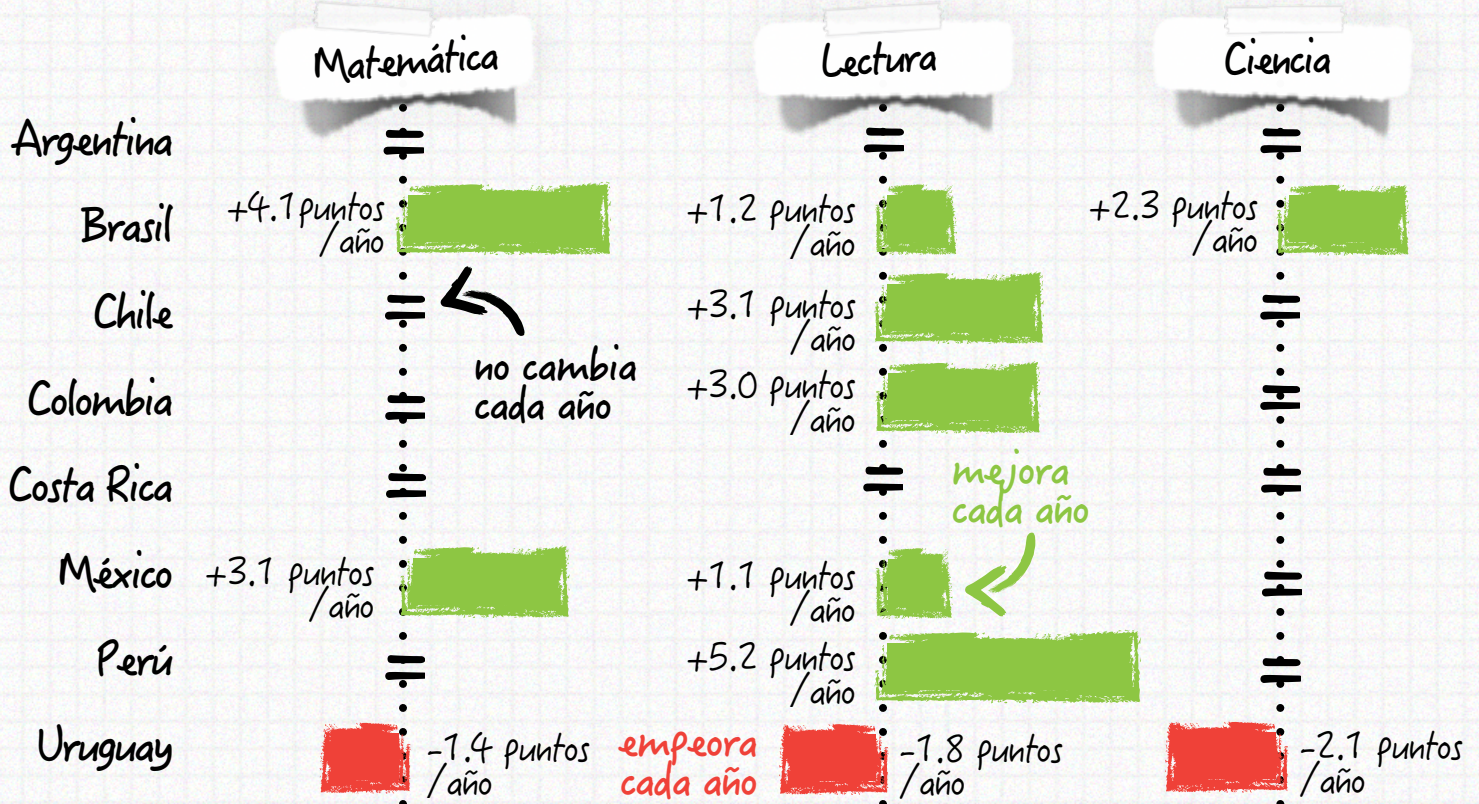 Matemática
Lectura
Ciencia
Argentina
Brasil
+4.1 puntos
/año
+1.2 puntos
/año
+2.3 puntos
/año
Chile
no cambia
cada año
+3.1 puntos
/año
Colombia
+3.0 puntos
/año
Costa Rica
mejora
cada año
México
+3.1 puntos
/año
+1.1 puntos
/año
Perú
+5.2 puntos
/año
Uruguay
-1.4 puntos
/año
empeora
cada año
-1.8 puntos
/año
-2.1 puntos
/año